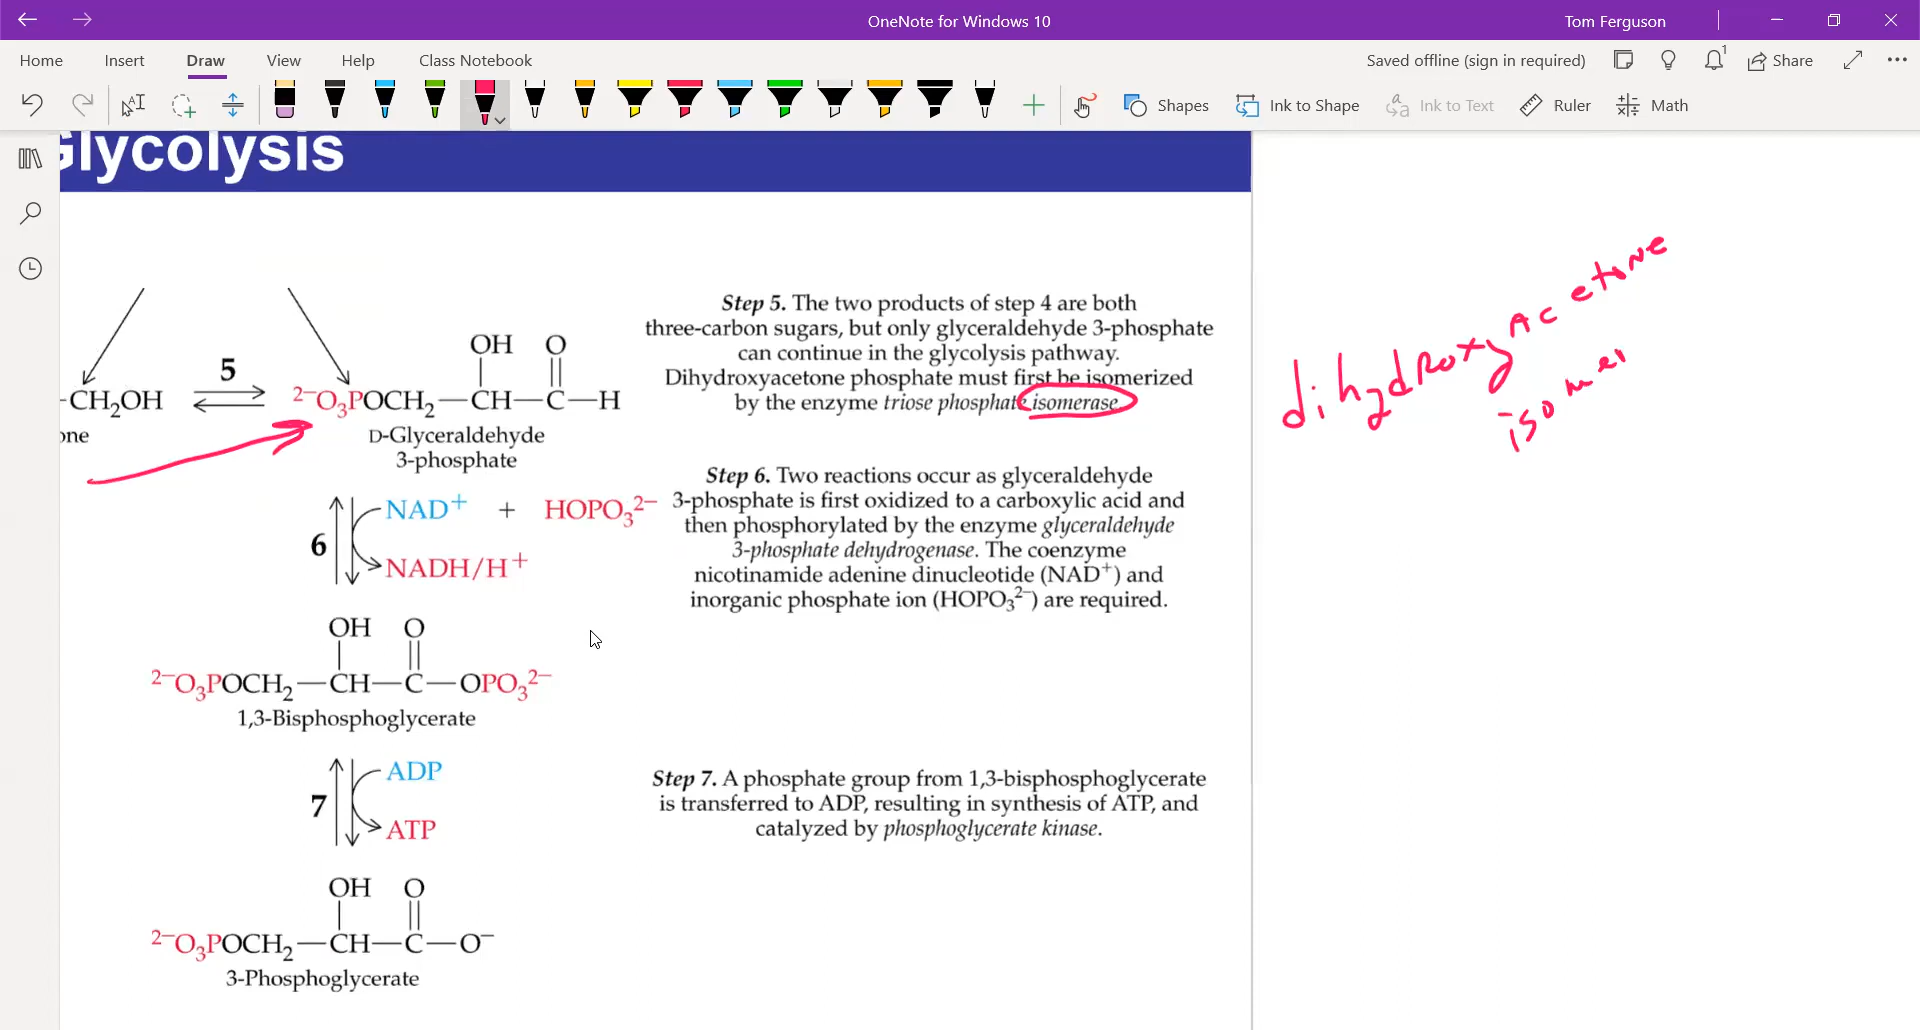 OneNote for Windows 10
Tom Ferguson
Home Insert Draw View Help Class Notebook
Saved offline (sign in required) 1 Share
Shapes Ink to Shape Ink to Text Ruler Math
Glycolysis
Step 5. The two products of step 4 are both
three-carbon sugars, but only glyceraldehyde 3-phosphate
can continue in the glycolysis pathway.
Dihydroxyacetone phosphate must first be isomerized
by the enzyme triose phosphate isomerase.
OH O
5
-CH₂OH ²⁻O₃POCH₂—CH—C—H
one
D-Glyceraldehyde
3-phosphate
Step 6. Two reactions occur as glyceraldehyde
3-phosphate is first oxidized to a carboxylic acid and
then phosphorylated by the enzyme glyceraldehyde
3-phosphate dehydrogenase. The coenzyme
nicotinamide adenine dinucleotide (NAD⁺) and
inorganic phosphate ion (HOPO₃²⁻) are required.
NAD⁺ + HOPO₃²⁻
6
NADH/H⁺
OH O
²⁻O₃POCH₂—CH—C—OPO₃²⁻
1,3-Bisphosphoglycerate
Step 7. A phosphate group from 1,3-bisphosphoglycerate
is transferred to ADP, resulting in synthesis of ATP, and
catalyzed by phosphoglycerate kinase.
ADP
7
ATP
OH O
²⁻O₃POCH₂—CH—C—O⁻
3-Phosphoglycerate
dihydroxyacetone
isomer